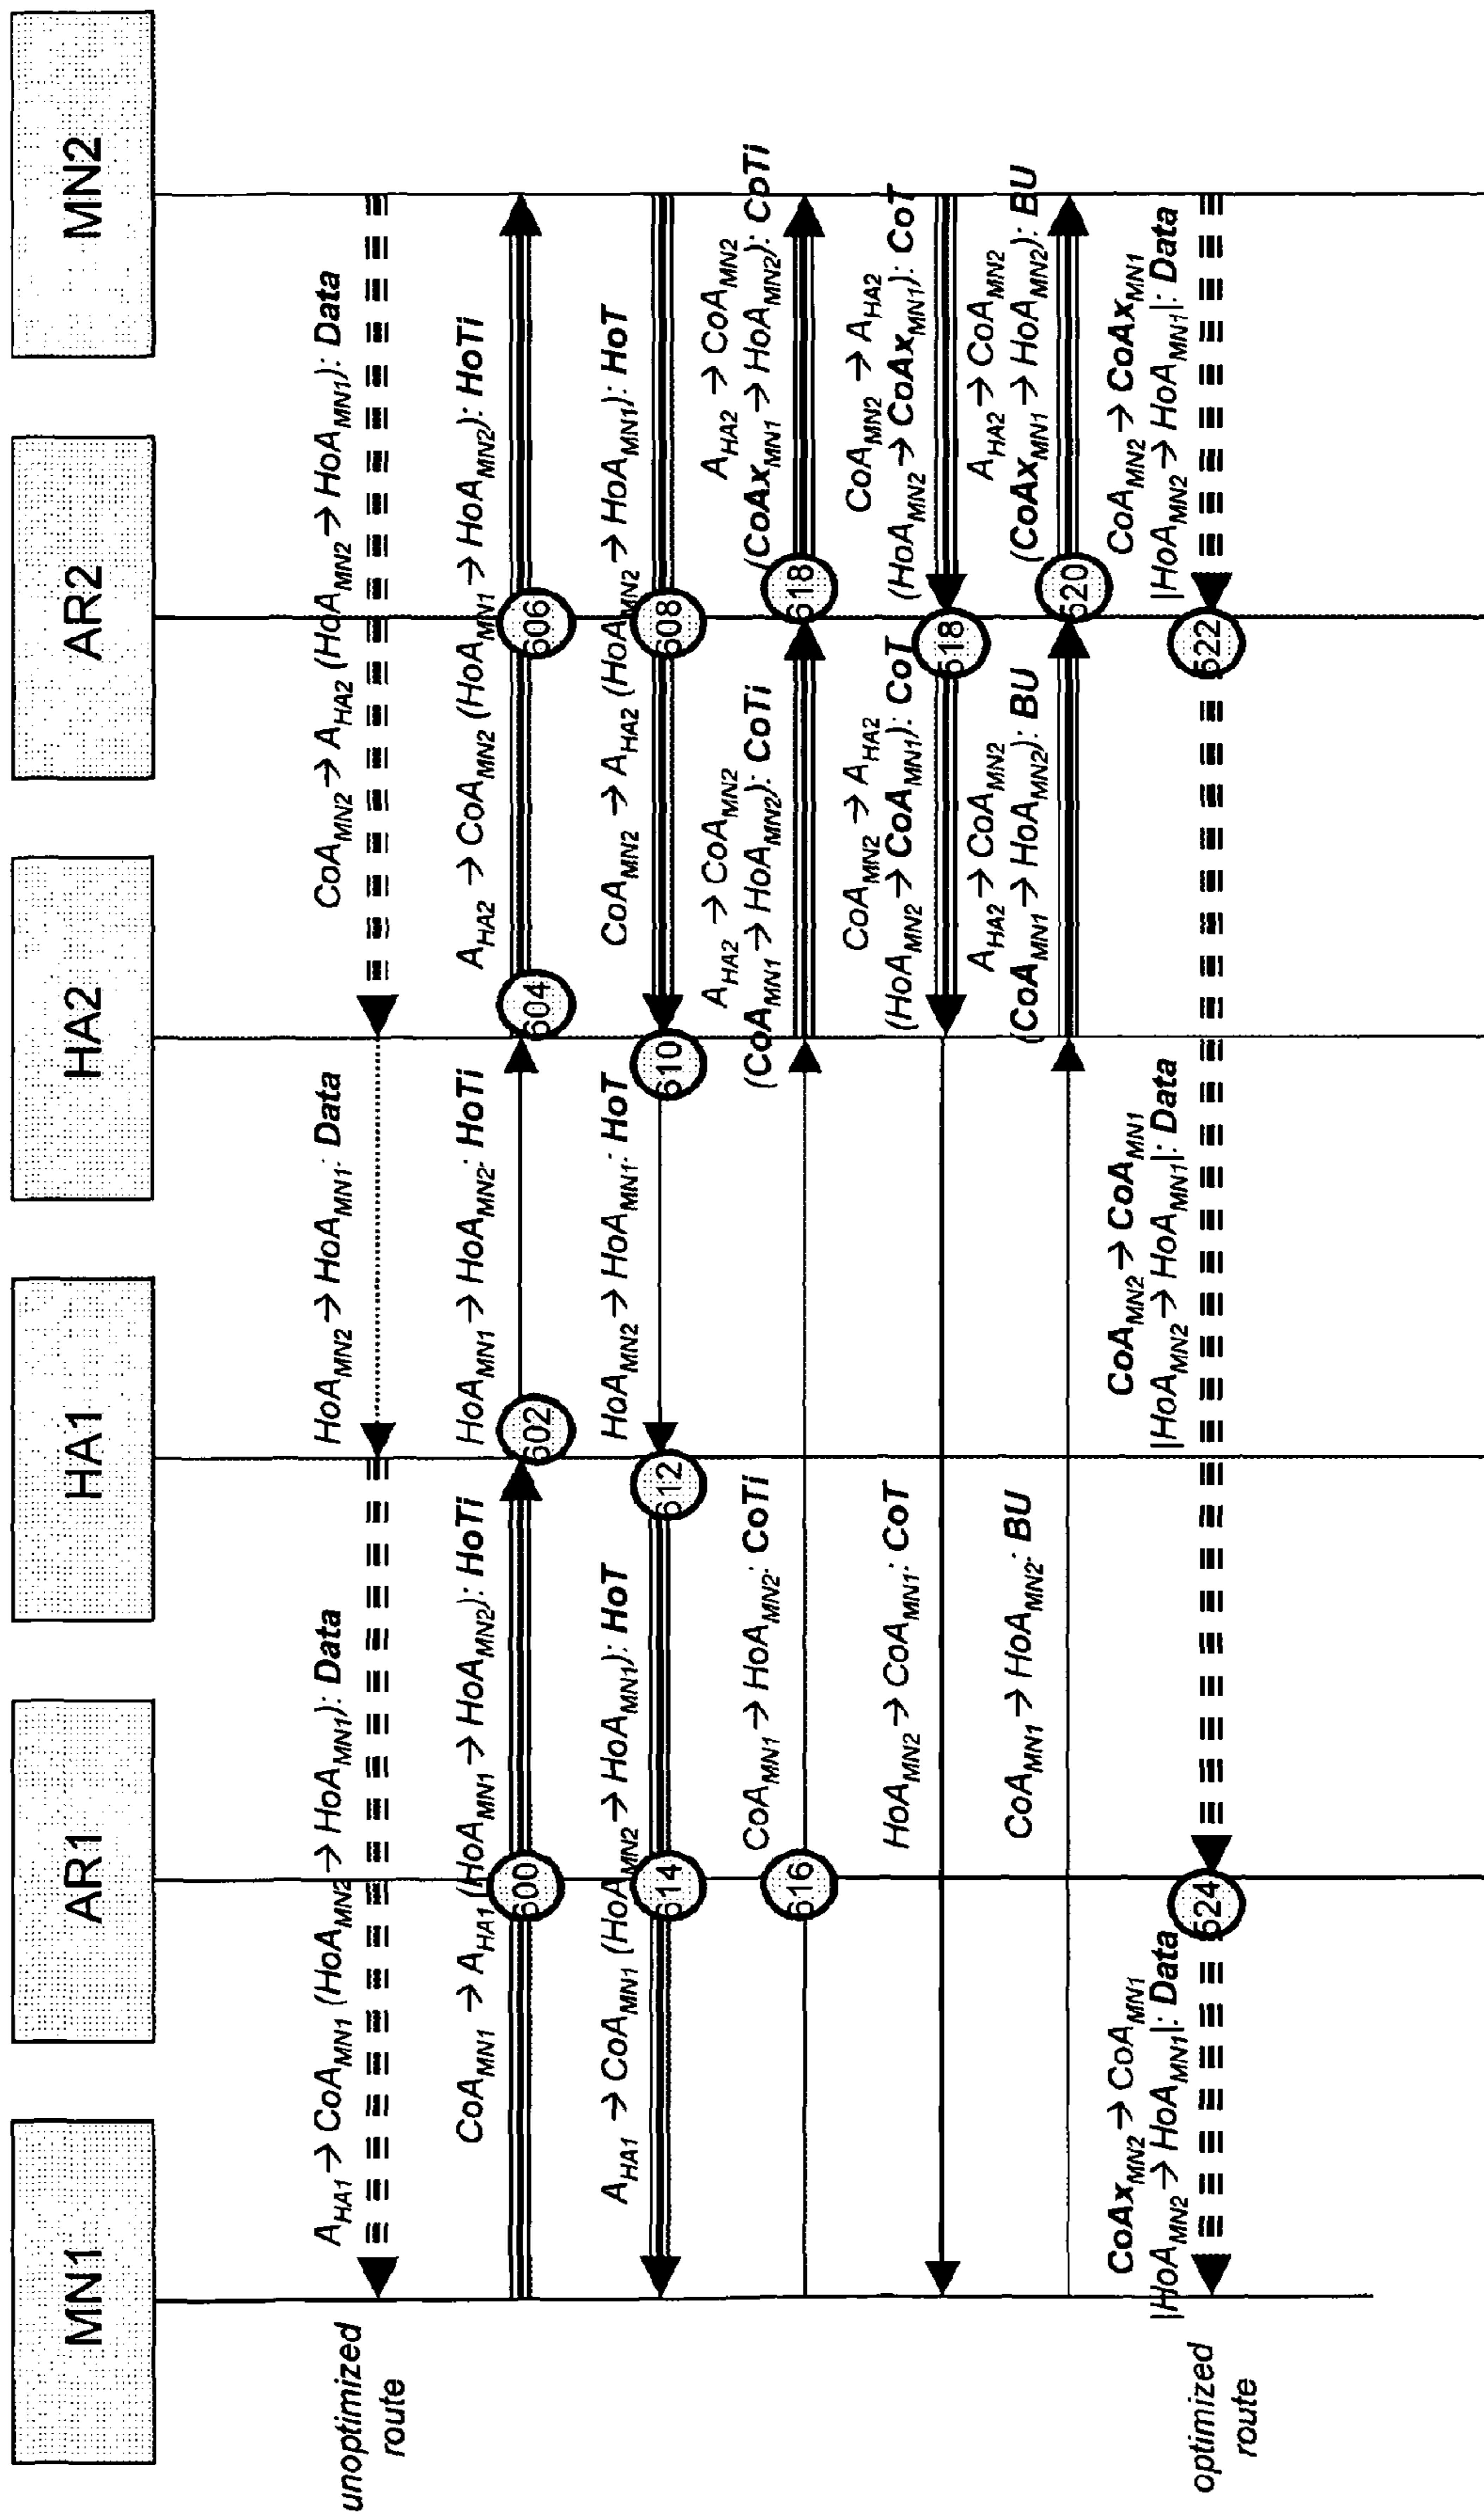 MN1
AR1
HA1
HA2
AR2
MN2
unoptimized
route
A_HA1 → CoA_MN1 (HoA_MN2 → HoA_MN1): Data
HoA_MN2 → HoA_MN1: Data
CoA_MN2 → A_HA2 (HoA_MN2 → HoA_MN1): Data
CoA_MN1 → A_HA1 (HoA_MN1 → HoA_MN2): HoTi
HoA_MN1 → HoA_MN2: HoTi
A_HA2 → CoA_MN2 (HoA_MN1 → HoA_MN2): HoTi
600
602
604
606
A_HA1 → CoA_MN1 (HoA_MN2 → HoA_MN1): HoT
HoA_MN2 → HoA_MN1: HoT
CoA_MN2 → A_HA2 (HoA_MN2 → HoA_MN1): HoT
614
612
610
608
A_HA2 → CoA_MN2
A_HA2 → CoA_MN2
CoA_MN1 → HoA_MN2: CoTi
(CoA_MN1 → HoA_MN2): CoTi
(CoAx_MN1 → HoA_MN2): CoTi
616
618
CoA_MN2 → A_HA2
CoA_MN2 → A_HA2
HoA_MN2 → CoA_MN1: CoT
(HoA_MN2 → CoA_MN1): CoT
(HoA_MN2 → CoAx_MN1): CoT
618
A_HA2 → CoA_MN2
A_HA2 → CoA_MN2
CoA_MN1 → HoA_MN2: BU
(CoA_MN1 → HoA_MN2): BU
(CoAx_MN1 → HoA_MN2): BU
620
CoAx_MN2 → CoA_MN1
CoA_MN2 → CoA_MN1
CoA_MN2 → CoAx_MN1
|HoA_MN2 → HoA_MN1|: Data
|HoA_MN2 → HoA_MN1|: Data
|HoA_MN2 → HoA_MN1|: Data
optimized
route
624
622